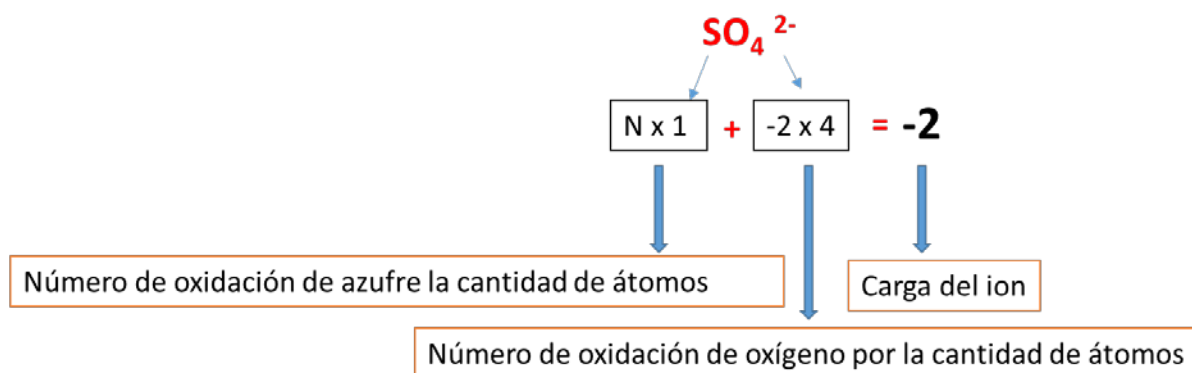 SO₄ ²⁻
N x 1 + -2 x 4 = -2
Número de oxidación de azufre la cantidad de átomos
Carga del ion
Número de oxidación de oxígeno por la cantidad de átomos